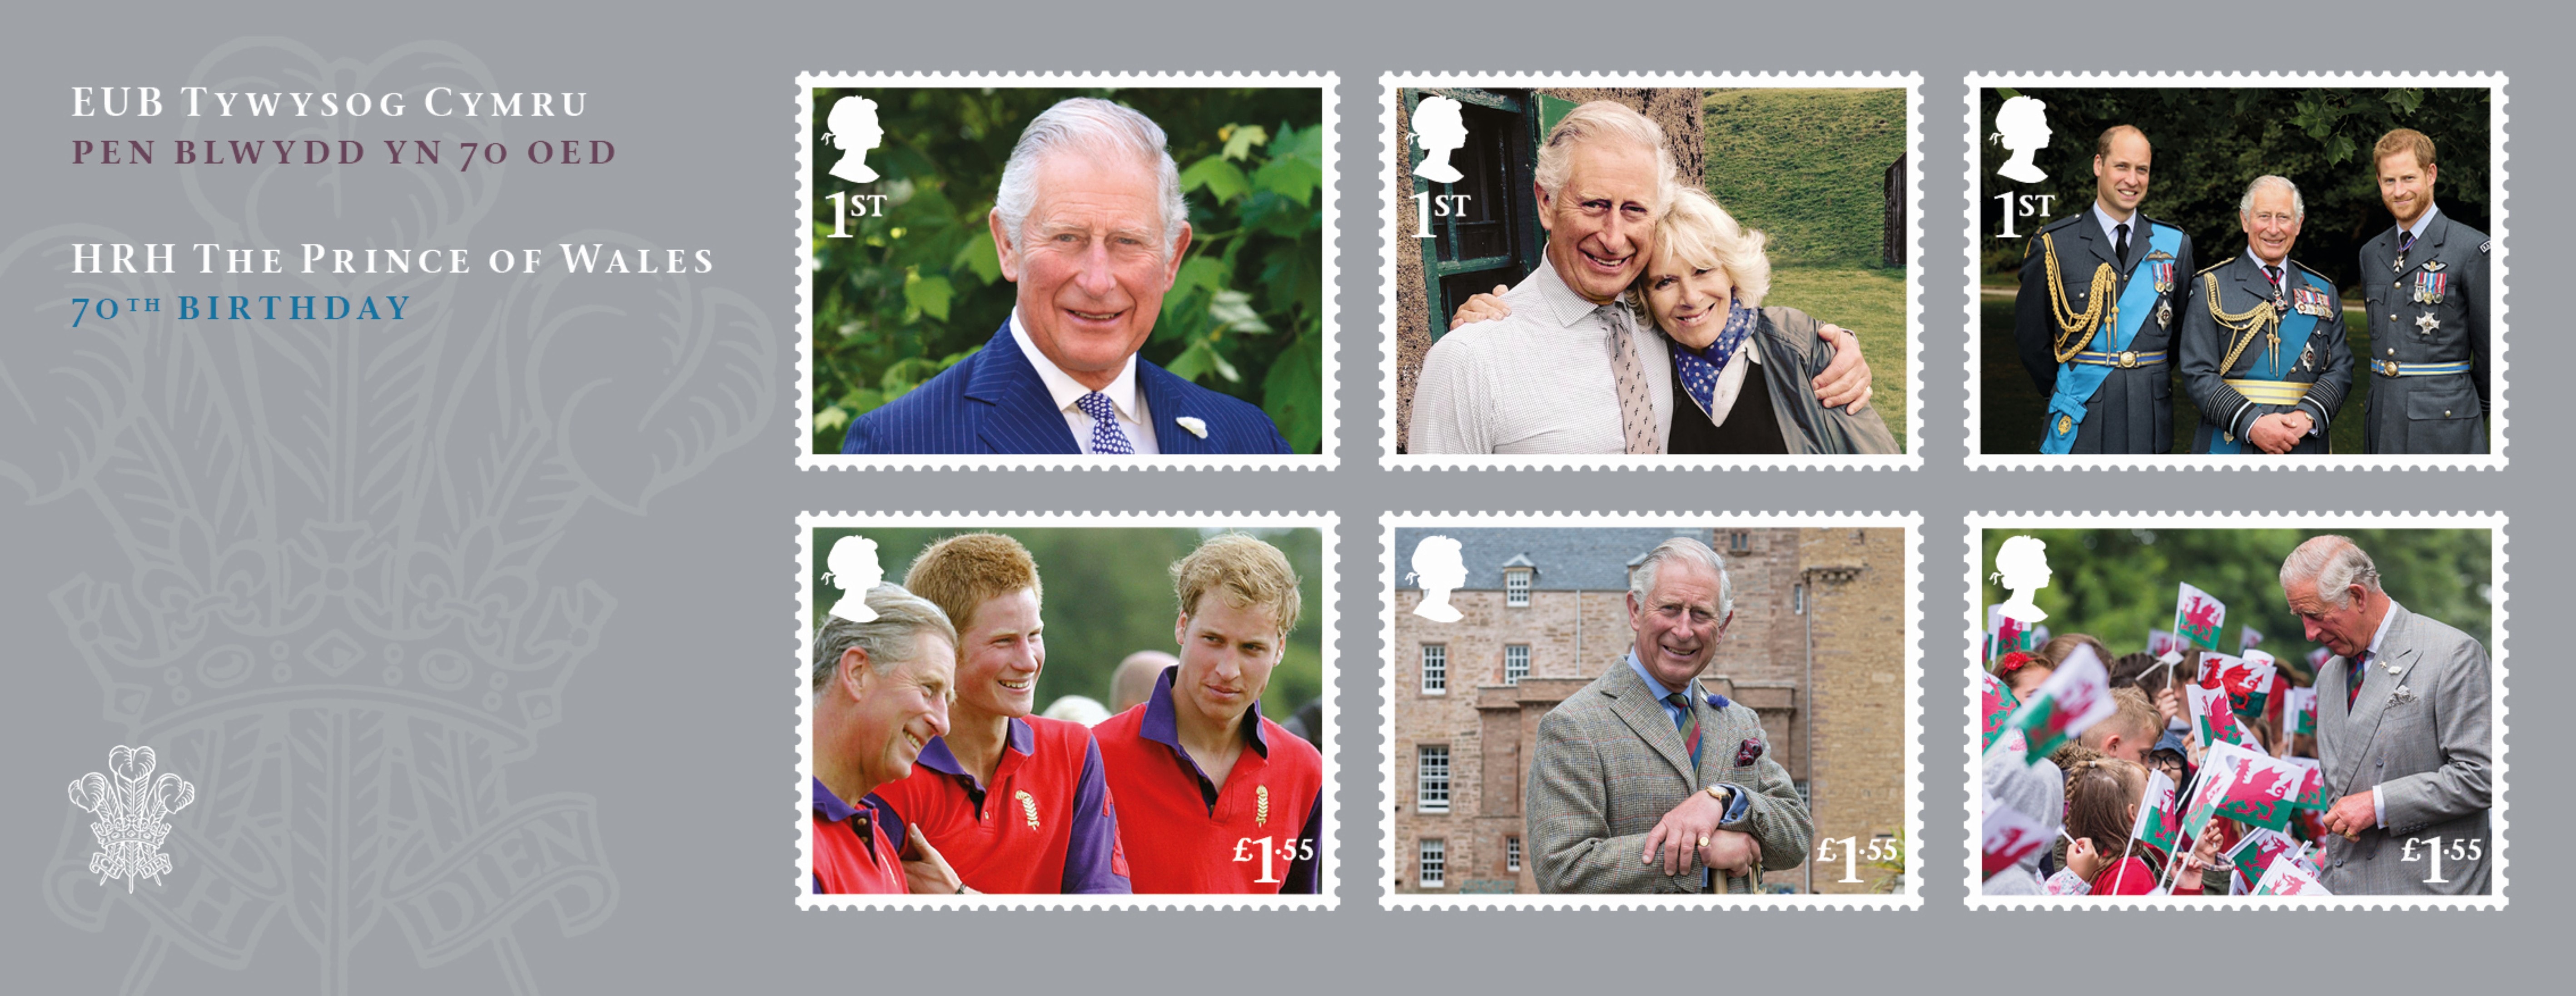 EUB TYWYSOG CYMRU
PEN BLWYDD YN 70 OED
HRH THE PRINCE OF WALES
70TH BIRTHDAY
1ST
1ST
1ST
£1·55
£1·55
£1·55
DIEN